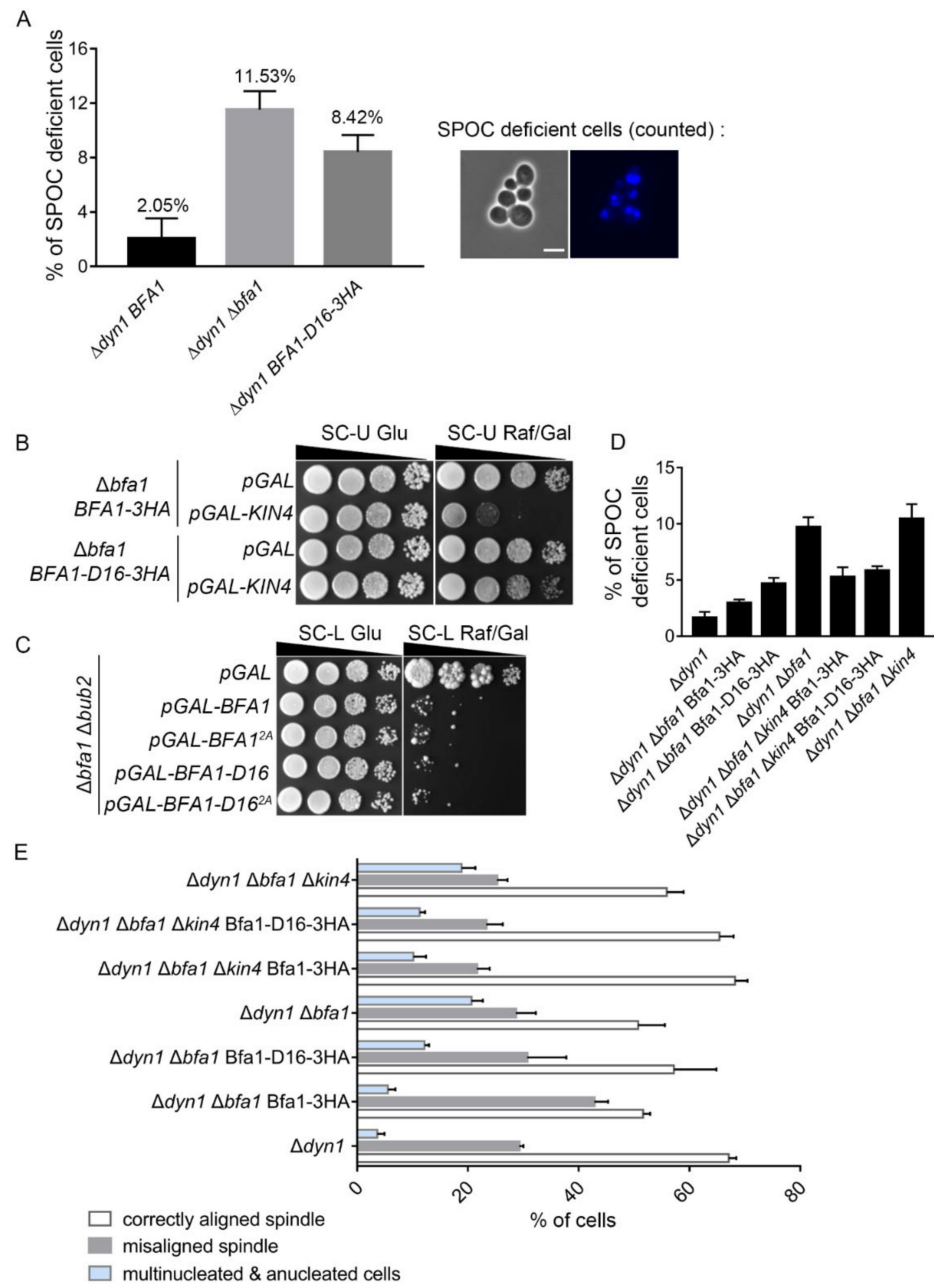 A
% of SPOC deficient cells
16
12
8
4
0
2.05%
11.53%
8.42%
Δdyn1 BFA1
Δdyn1 Δbfa1
Δdyn1 BFA1-D16-3HA
SPOC deficient cells (counted) :
B
SC-U Glu
SC-U Raf/Gal
Δbfa1
BFA1-3HA
pGAL
pGAL-KIN4
Δbfa1
BFA1-D16-3HA
pGAL
pGAL-KIN4
C
SC-L Glu
SC-L Raf/Gal
Δbfa1 Δbub2
pGAL
pGAL-BFA1
pGAL-BFA1²ᴬ
pGAL-BFA1-D16
pGAL-BFA1-D16²ᴬ
D
% of SPOC
deficient cells
15
10
5
0
Δdyn1
Δdyn1 Δbfa1 Bfa1-3HA
Δdyn1 Δbfa1 Bfa1-D16-3HA
Δdyn1 Δbfa1
Δdyn1 Δbfa1 Δkin4 Bfa1-3HA
Δdyn1 Δbfa1 Δkin4 Bfa1-D16-3HA
Δdyn1 Δbfa1 Δkin4
E
Δdyn1 Δbfa1 Δkin4
Δdyn1 Δbfa1 Δkin4 Bfa1-D16-3HA
Δdyn1 Δbfa1 Δkin4 Bfa1-3HA
Δdyn1 Δbfa1
Δdyn1 Δbfa1 Bfa1-D16-3HA
Δdyn1 Δbfa1 Bfa1-3HA
Δdyn1
0 20 40 60 80
% of cells
correctly aligned spindle
misaligned spindle
multinucleated & anucleated cells